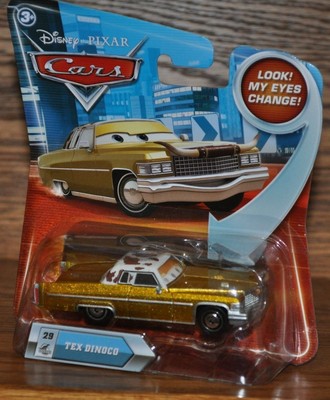 3+
Disney · PIXAR
Cars
LOOK!
MY EYES
CHANGE!
29
TEX DINOCO